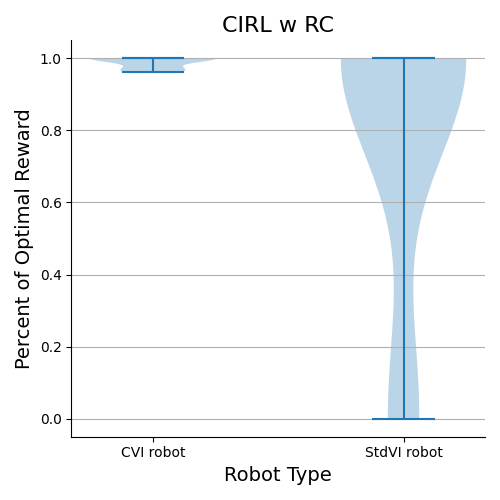 CIRL w RC
Percent of Optimal Reward
1.0
0.8
0.6
0.4
0.2
0.0
CVI robot
StdVI robot
Robot Type